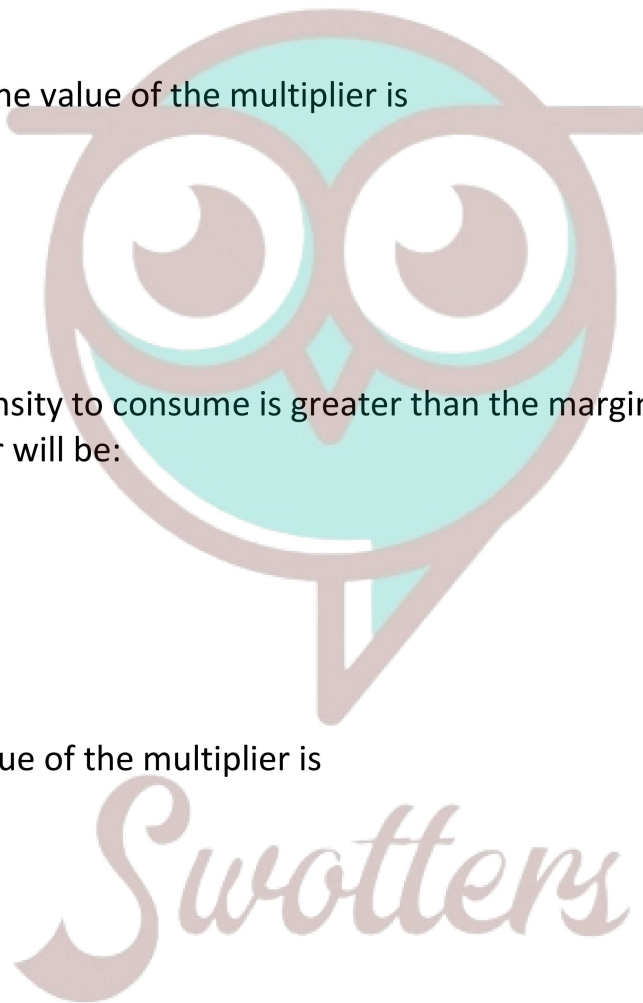 he value of the multiplier is
nsity to consume is greater than the margin
r will be:
ue of the multiplier is
Swotters